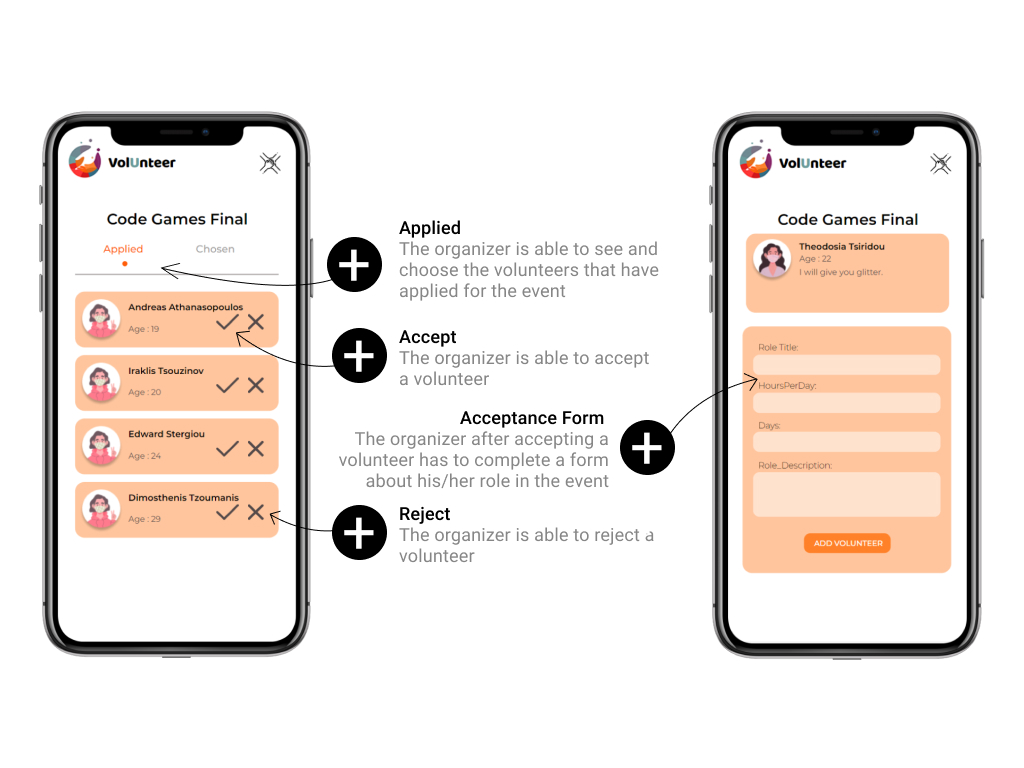 VolUnteer
Code Games Final
Applied
Chosen
Andreas Athanasopoulos
Age : 19
Iraklis Tsouzinov
Age : 20
Edward Stergiou
Age : 24
Dimosthenis Tzoumanis
Age : 29
Applied
The organizer is able to see and
choose the volunteers that have
applied for the event
Accept
The organizer is able to accept
a volunteer
Acceptance Form
The organizer after accepting a
volunteer has to complete a form
about his/her role in the event
Reject
The organizer is able to reject a
volunteer
VolUnteer
Code Games Final
Theodosia Tsiridou
Age : 22
I will give you glitter.
Role Title:
HoursPerDay:
Days:
Role_Description:
ADD VOLUNTEER